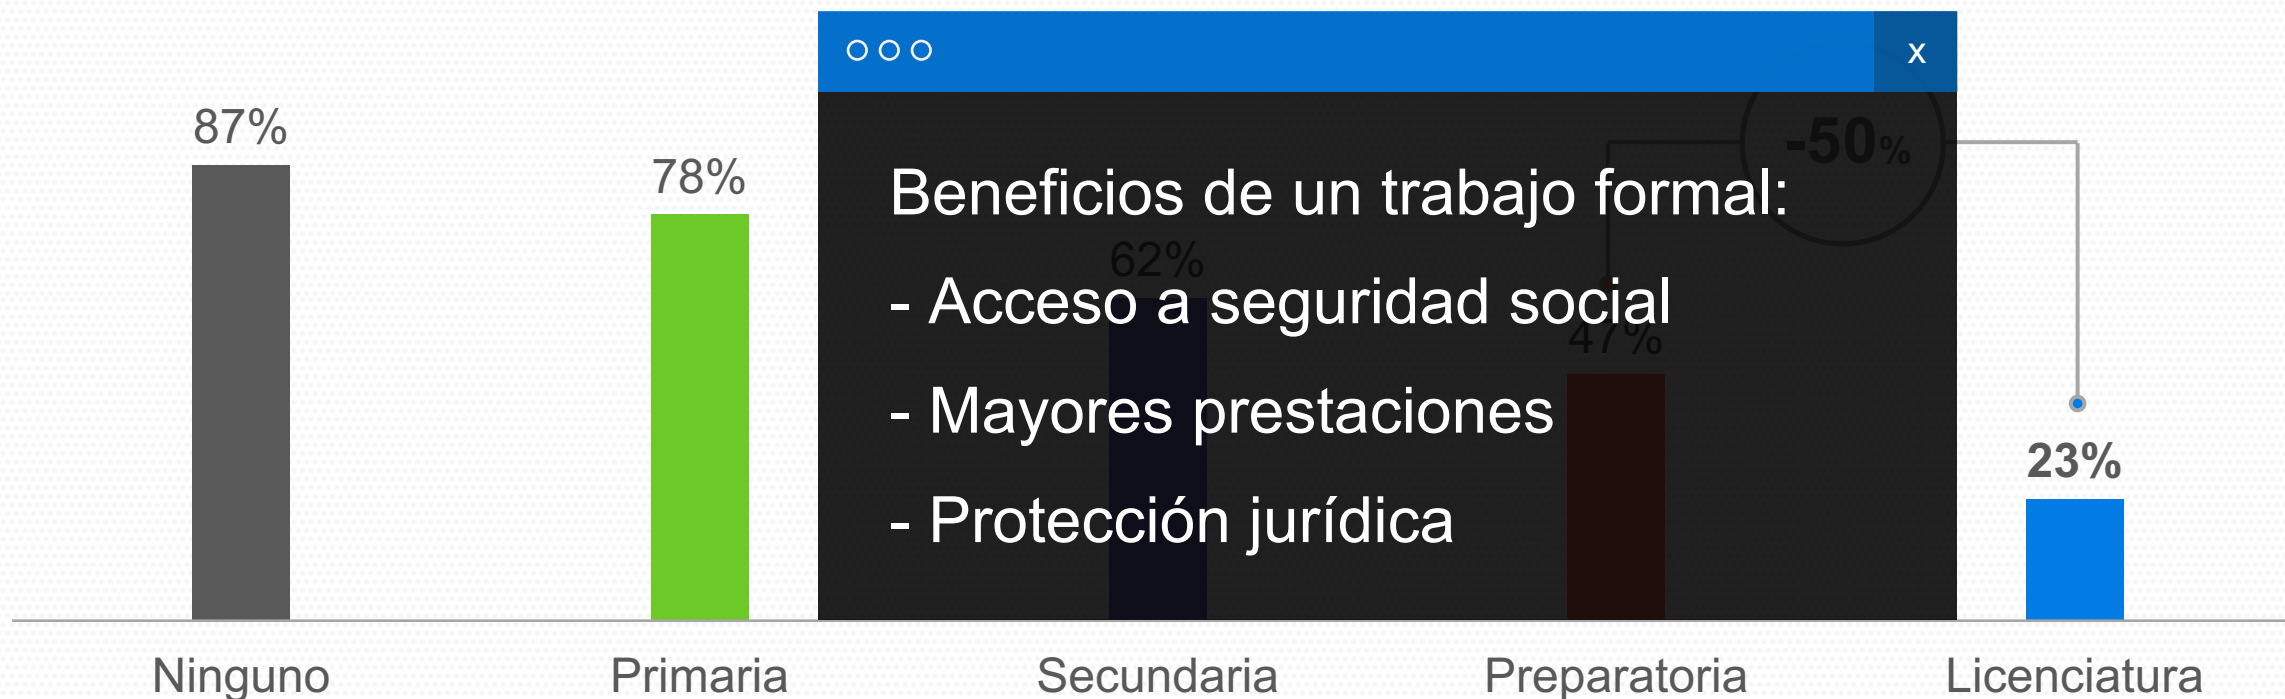 x
87%
-50%
78%
Beneficios de un trabajo formal:
62%
- Acceso a seguridad social
47%
- Mayores prestaciones
23%
- Protección jurídica
Ninguno
Primaria
Secundaria
Preparatoria
Licenciatura